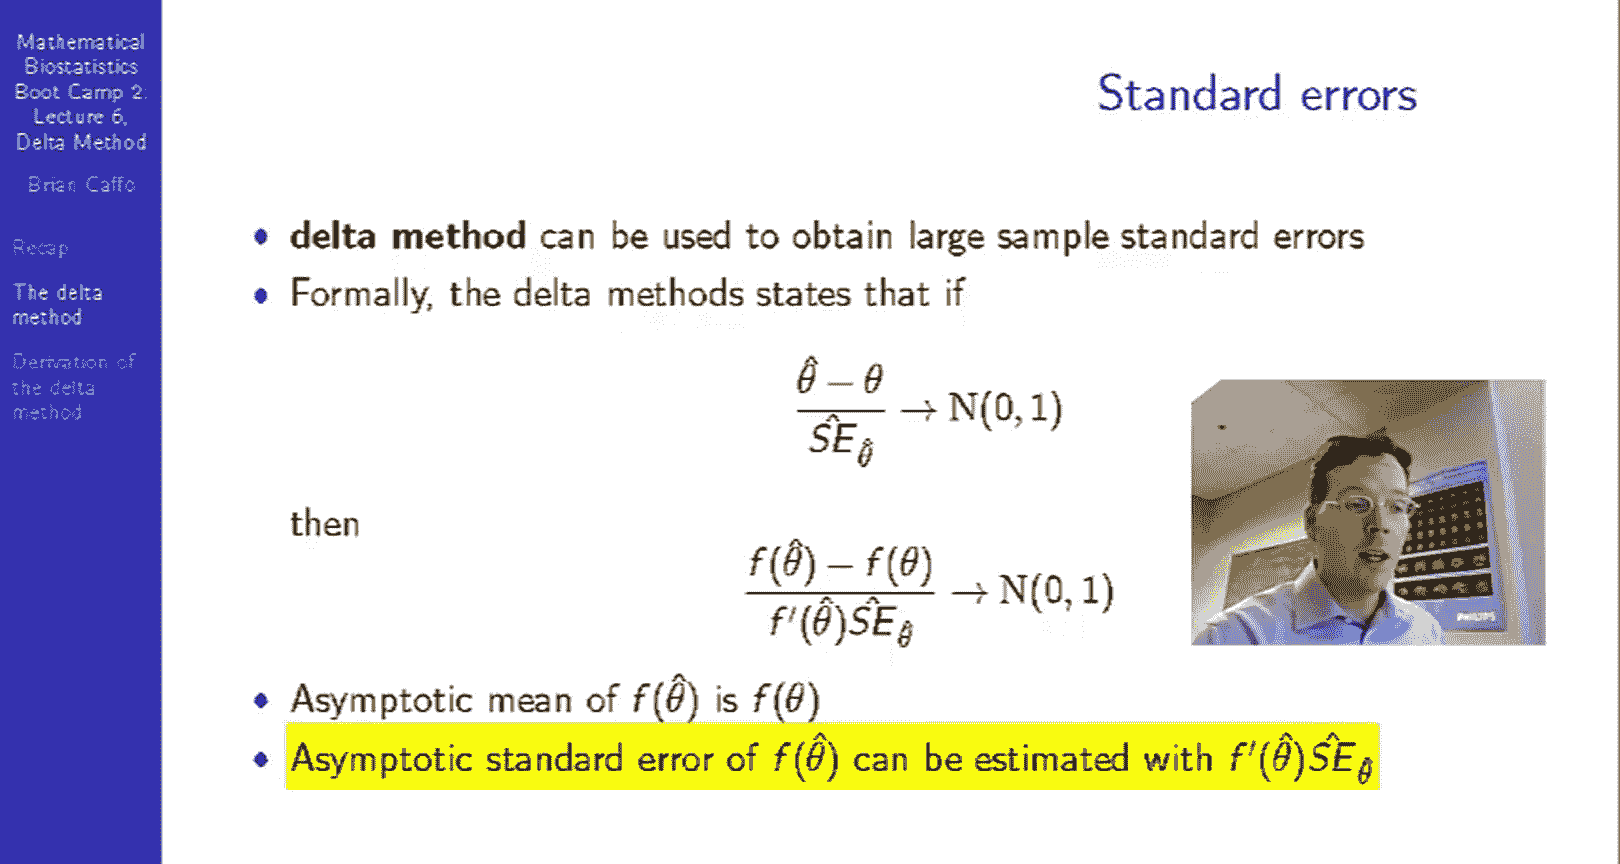 Mathematical
Biostatistics
Boot Camp 2:
Lecture 6,
Delta Method
Brian Caffo
Recap
The delta
method
Derivation of
the delta
method
Standard errors
• delta method can be used to obtain large sample standard errors
• Formally, the delta methods states that if
(θ̂ − θ) / ŜE_θ̂ → N(0, 1)
then
(f(θ̂) − f(θ)) / (f′(θ̂)ŜE_θ̂) → N(0, 1)
PHILIPS
• Asymptotic mean of f(θ̂) is f(θ)
• Asymptotic standard error of f(θ̂) can be estimated with f′(θ̂)ŜE_θ̂